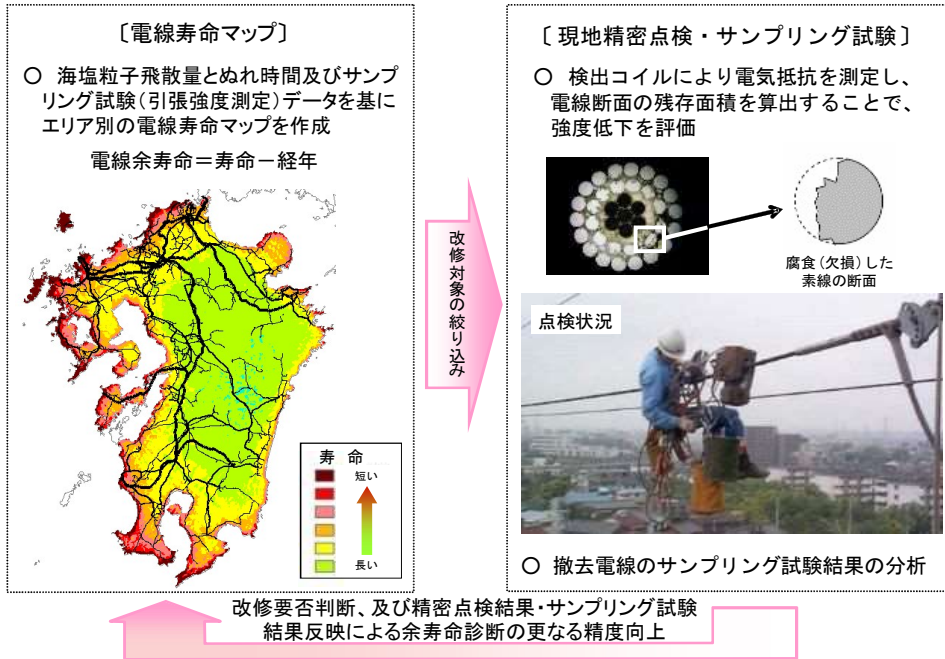 〔電線寿命マップ〕
○ 海塩粒子飛散量とぬれ時間及びサンプ
リング試験(引張強度測定)データを基に
エリア別の電線寿命マップを作成
電線余寿命=寿命-経年
寿 命
短い
長い
改修対象の絞り込み
〔現地精密点検・サンプリング試験〕
○ 検出コイルにより電気抵抗を測定し、
電線断面の残存面積を算出することで、
強度低下を評価
腐食(欠損)した
素線の断面
点検状況
○ 撤去電線のサンプリング試験結果の分析
改修要否判断、及び精密点検結果・サンプリング試験
結果反映による余寿命診断の更なる精度向上